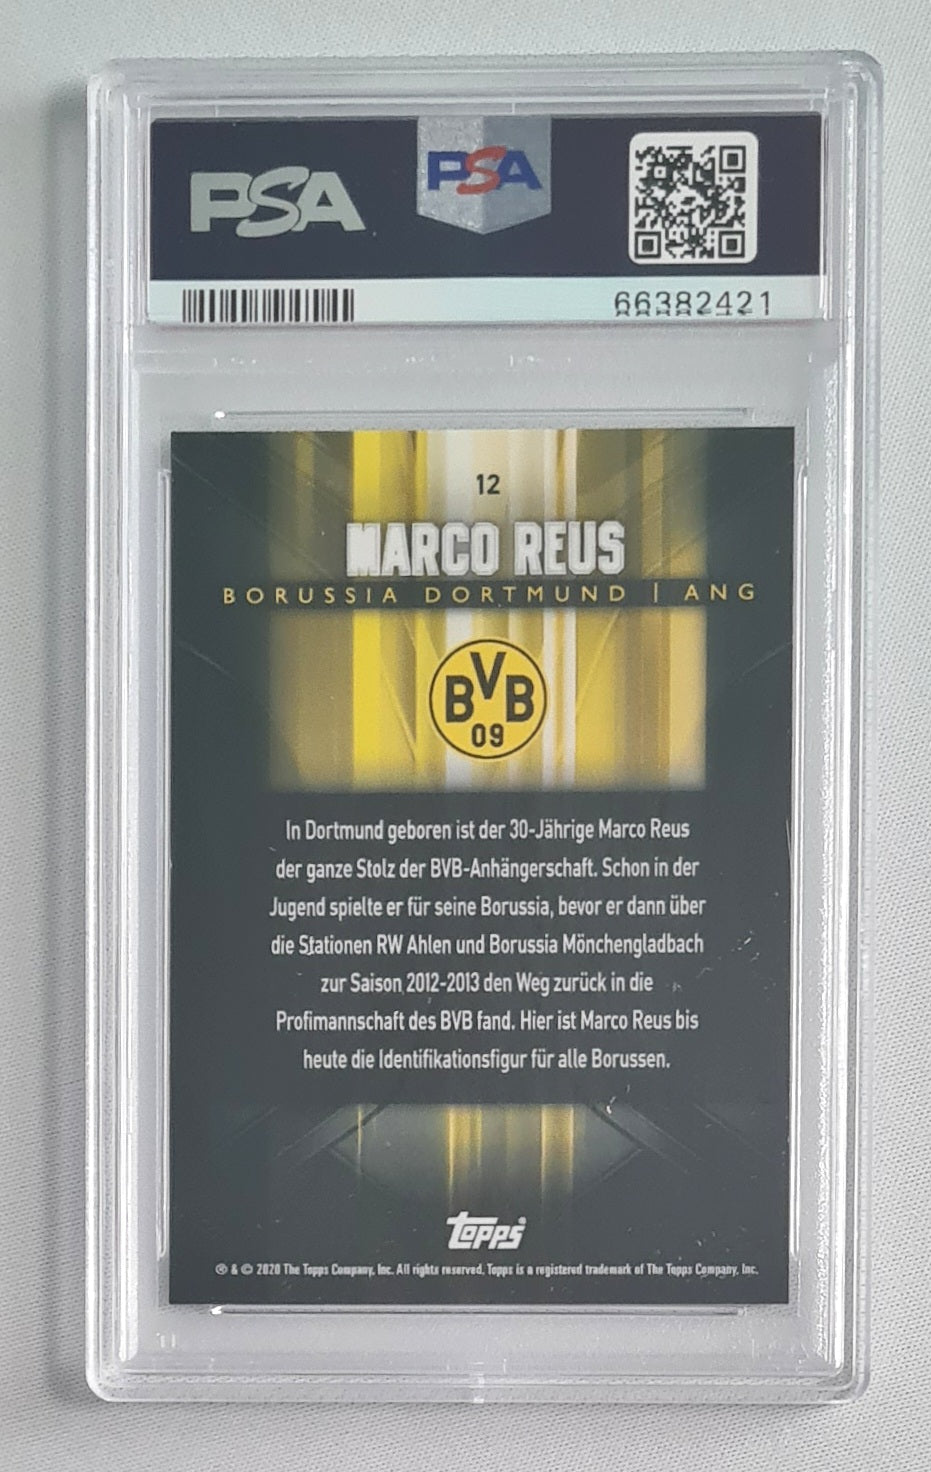 PSA
PSA
66382421
12
MARCO REUS
BORUSSIA DORTMUND | ANG
BVB
09
In Dortmund geboren ist der 30-Jährige Marco Reus
der ganze Stolz der BVB-Anhängerschaft. Schon in der
Jugend spielte er für seine Borussia, bevor er dann über
die Stationen RW Ahlen und Borussia Mönchengladbach
zur Saison 2012-2013 den Weg zurück in die
Profimannschaft des BVB fand. Hier ist Marco Reus bis
heute die Identifikationsfigur für alle Borussen.
Topps
® & © 2020 The Topps Company, Inc. All rights reserved. Topps is a registered trademark of The Topps Company, Inc.